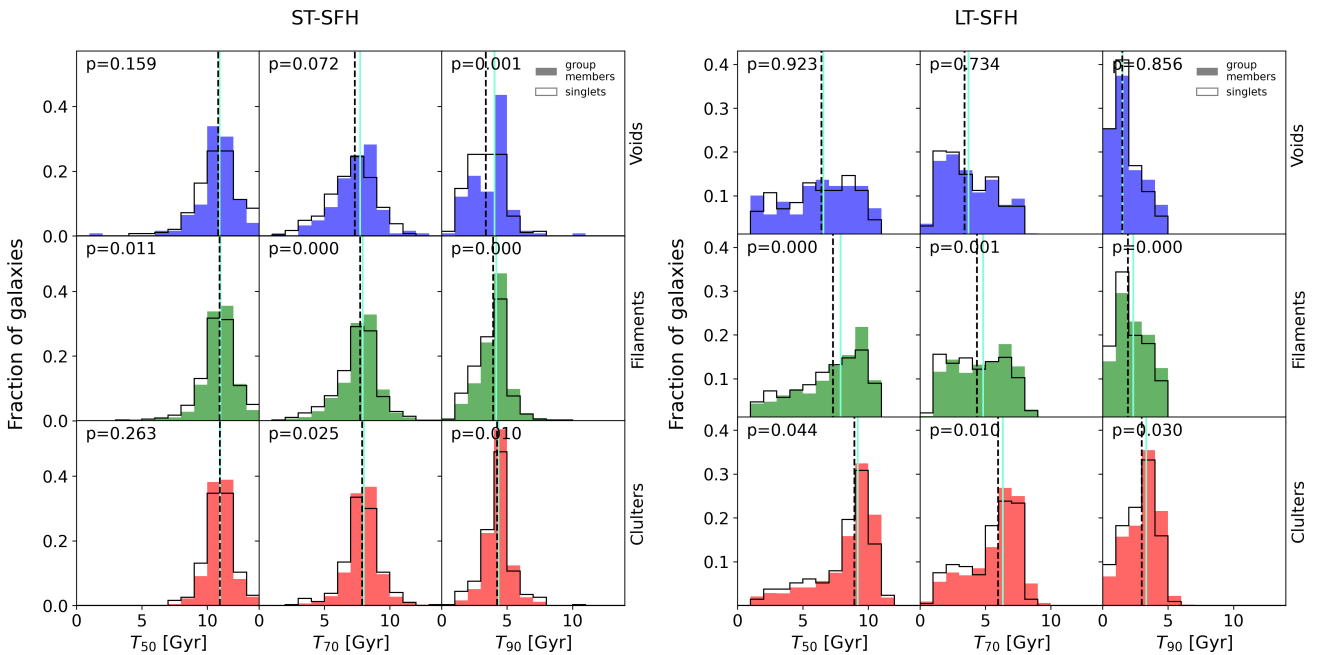 ST-SFH
LT-SFH
p=0.159
p=0.072
p=0.001
group
members
singlets
Voids
0.4
0.2
0.0
p=0.011
p=0.000
p=0.000
Filaments
0.4
0.2
0.0
p=0.263
p=0.025
p=0.010
Clulters
0.4
0.2
0.0
Fraction of galaxies
0 5 10 0 5 10 0 5 10
T50 [Gyr]
T70 [Gyr]
T90 [Gyr]
p=0.923
p=0.734
p=0.856
group
members
singlets
Voids
0.4
0.3
0.2
0.1
p=0.000
p=0.001
p=0.000
Filaments
0.4
0.3
0.2
0.1
p=0.044
p=0.010
p=0.030
Clulters
0.4
0.3
0.2
0.1
Fraction of galaxies
0 5 10 0 5 10 0 5 10
T50 [Gyr]
T70 [Gyr]
T90 [Gyr]